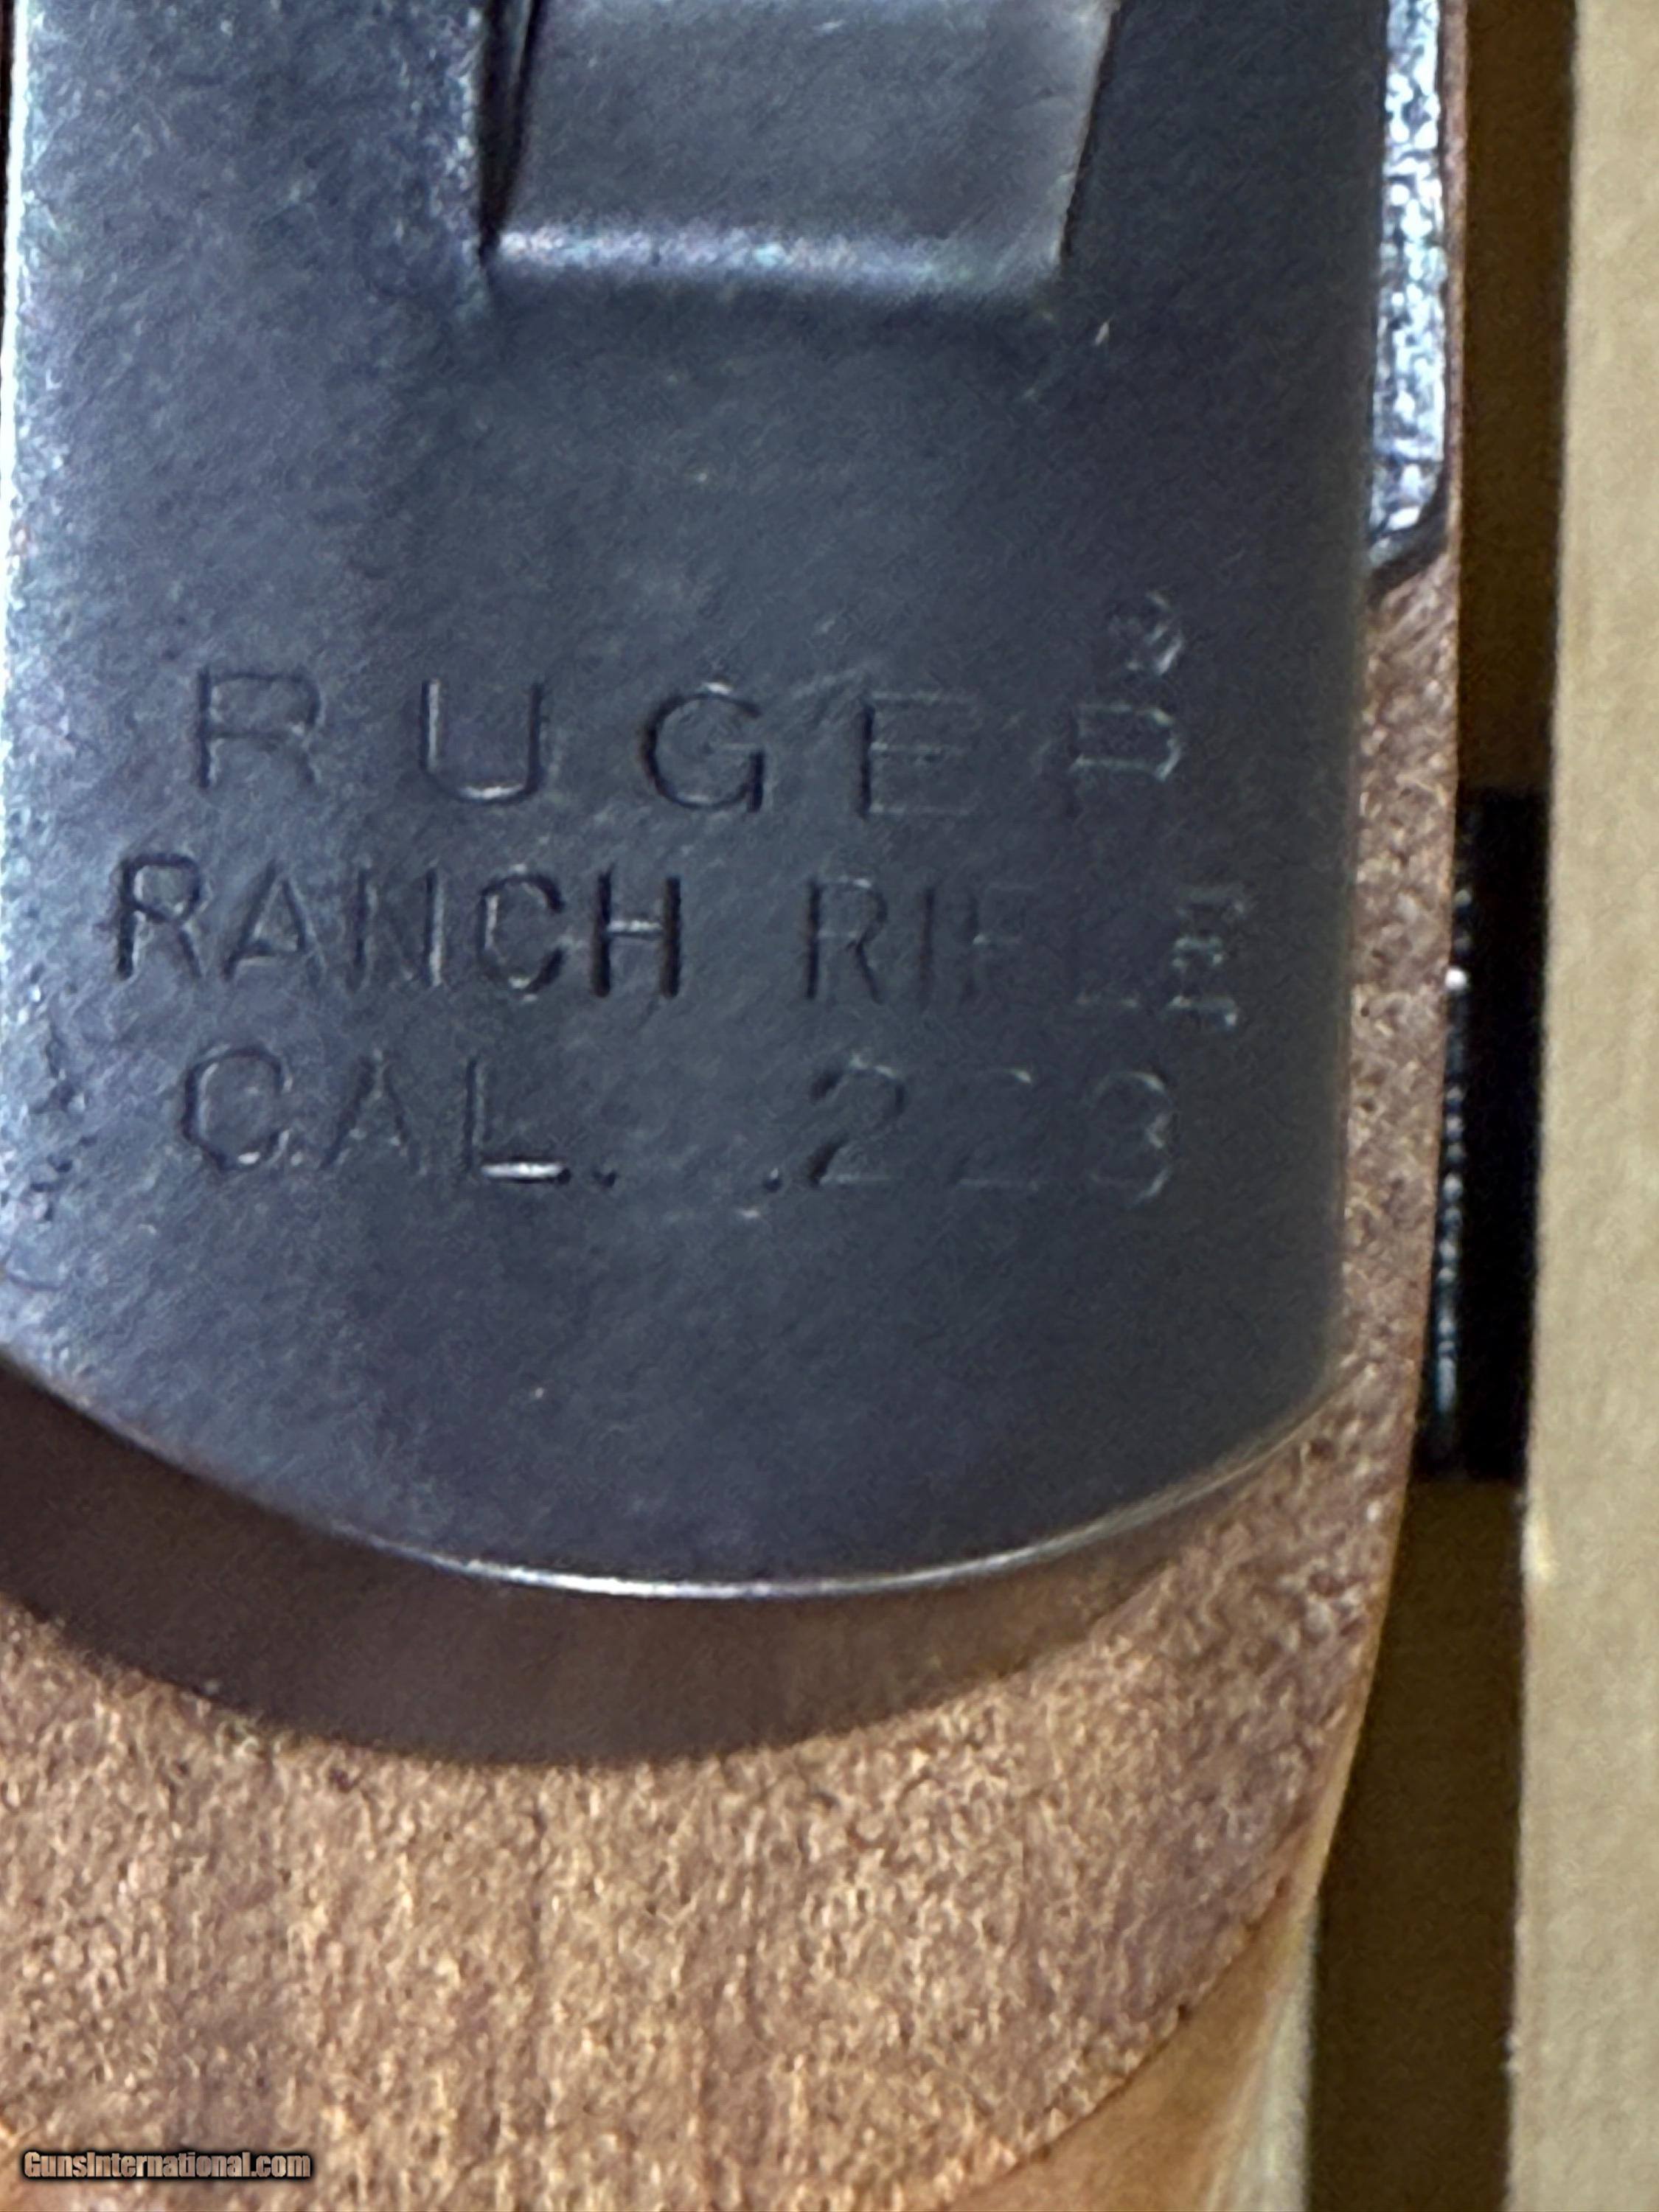 RUGER®
RANCH RIFLE
CAL. .223
GunsInternational.com